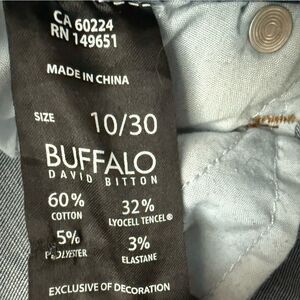 CA 60224
RN 149651
MADE IN CHINA
SIZE 10/30
BUFFALO
DAVID BITTON
60% 32%
COTTON LYOCELL TENCEL®
5% 3%
POLYESTER ELASTANE
EXCLUSIVE OF DECORATION